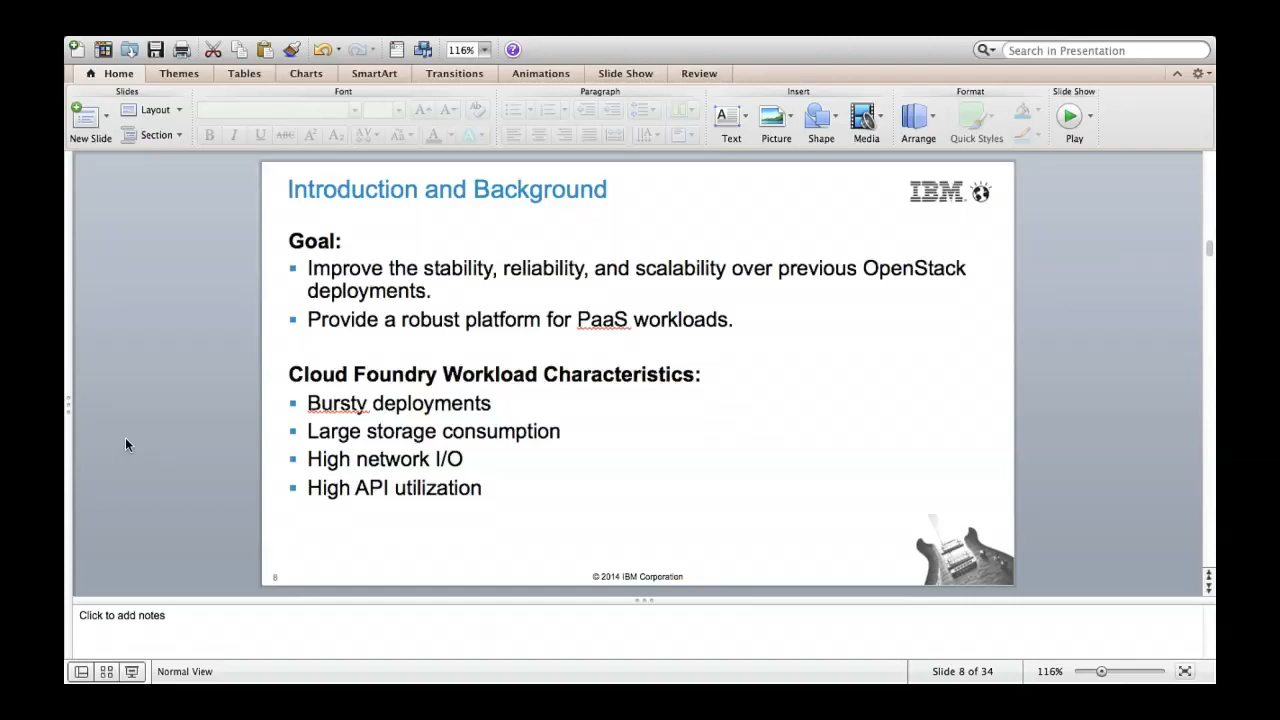 116%
Search in Presentation
Home Themes Tables Charts SmartArt Transitions Animations Slide Show Review
Slides Font Paragraph Insert Format Slide Show
Layout
Section
New Slide
B I U ABC A² A₂
Text Picture Shape Media Arrange Quick Styles Play
Introduction and Background
IBM
Goal:
Improve the stability, reliability, and scalability over previous OpenStack
deployments.
Provide a robust platform for PaaS workloads.
Cloud Foundry Workload Characteristics:
Bursty deployments
Large storage consumption
High network I/O
High API utilization
8
© 2014 IBM Corporation
Click to add notes
Normal View
Slide 8 of 34
116%